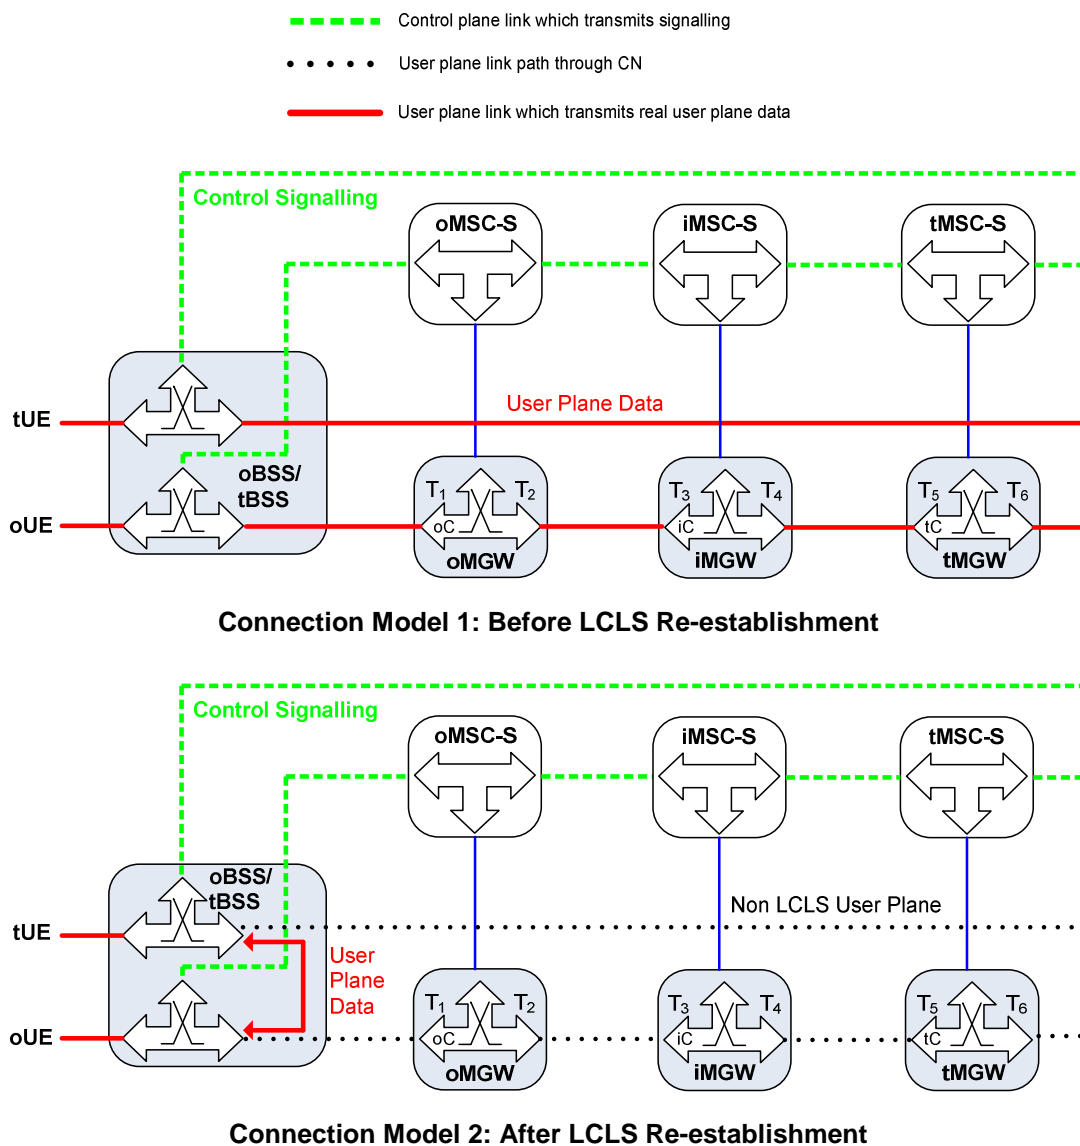 Control plane link which transmits signalling
User plane link path through CN
User plane link which transmits real user plane data
Control Signalling
oMSC-S
iMSC-S
tMSC-S
tUE
User Plane Data
oBSS/
tBSS
T1
T2
T3
T4
T5
T6
oUE
oC
iC
tC
oMGW
iMGW
tMGW
Connection Model 1: Before LCLS Re-establishment
Control Signalling
oMSC-S
iMSC-S
tMSC-S
oBSS/
tBSS
Non LCLS User Plane
tUE
User
Plane
Data
T1
T2
T3
T4
T5
T6
oUE
oC
iC
tC
oMGW
iMGW
tMGW
Connection Model 2: After LCLS Re-establishment